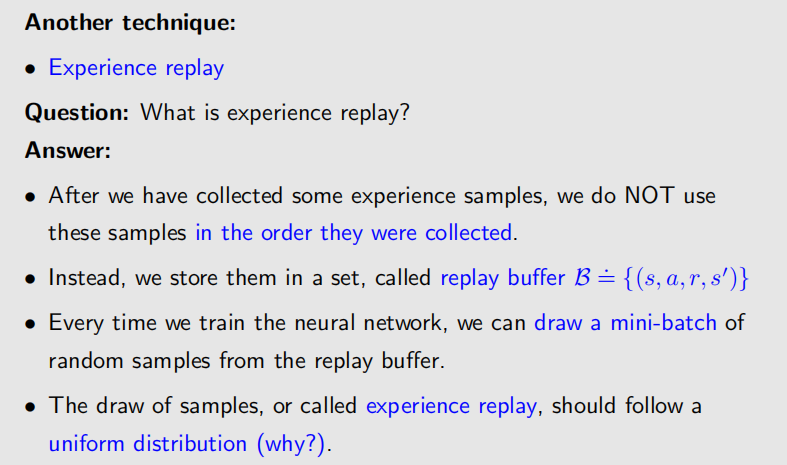 Another technique:
• Experience replay
Question: What is experience replay?
Answer:
• After we have collected some experience samples, we do NOT use
these samples in the order they were collected.
• Instead, we store them in a set, called replay buffer ℬ ≐ {(s, a, r, s′)}
• Every time we train the neural network, we can draw a mini-batch of
random samples from the replay buffer.
• The draw of samples, or called experience replay, should follow a
uniform distribution (why?).